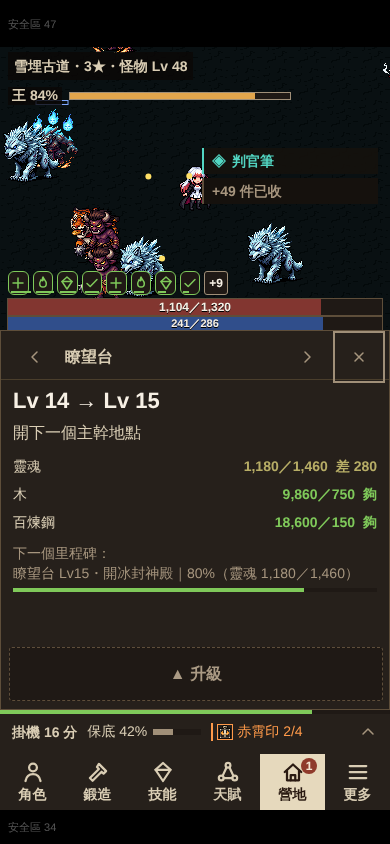 安全區 47
雪埋古道・3★・怪物 Lv 48
王 84%
◈ 判官筆
+49 件已收
+9
1,104／1,320
241／286
瞭望台
Lv 14 → Lv 15
開下一個主幹地點
靈魂 1,180／1,460 差 280
木 9,860／750 夠
百煉鋼 18,600／150 夠
下一個里程碑：
瞭望台 Lv15・開冰封神殿｜80%（靈魂 1,180／1,460）
▲ 升級
掛機 16 分 保底 42% 赤霄印 2/4
角色 鍛造 技能 天賦 營地 1 更多
安全區 34